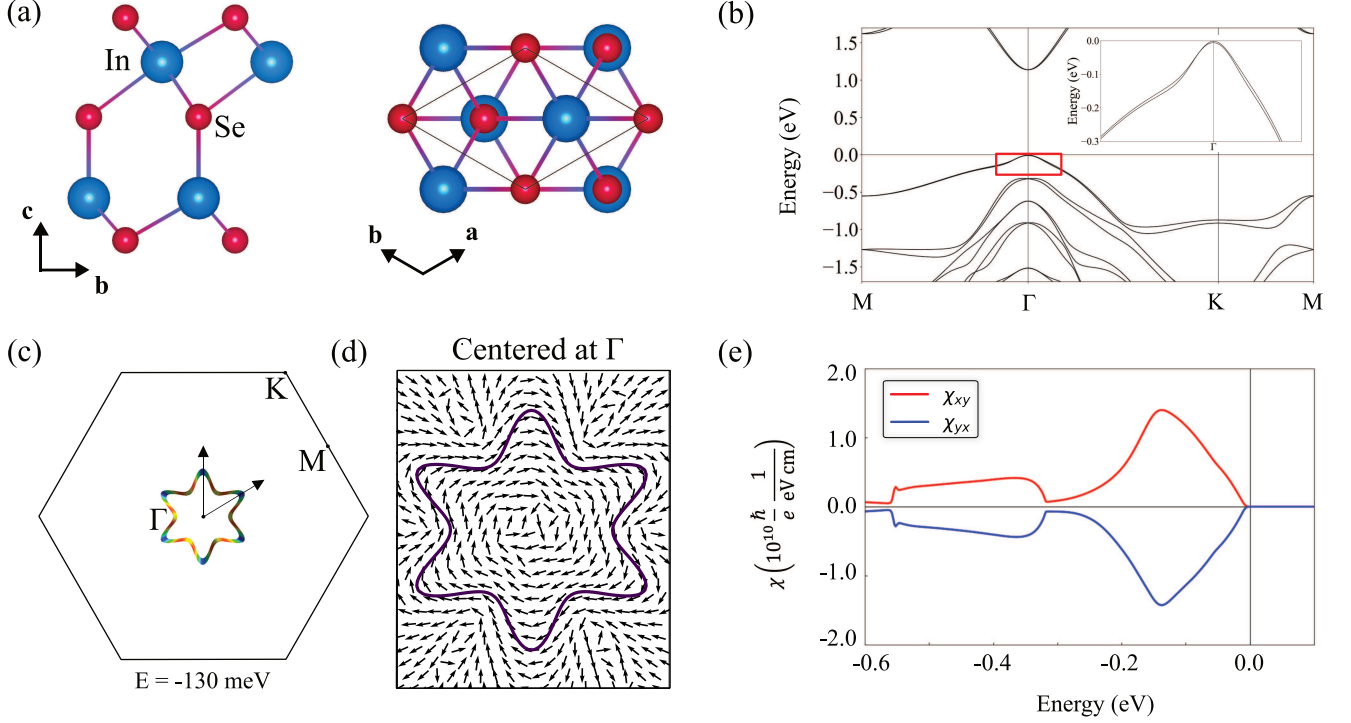 (a)
In
Se
c
b
b
a
(b)
Energy (eV)
1.5
1.0
0.5
0.0
−0.5
−1.0
−1.5
M
Γ
K
M
Energy (eV)
0.0
−0.1
−0.2
−0.3
Γ
(c)
K
M
Γ
E = -130 meV
(d)
Centered at Γ
(e)
χ (10¹⁰ ℏ/e 1/(eV cm))
2.0
1.0
0.0
-1.0
-2.0
χxy
χyx
-0.6
-0.4
-0.2
0.0
Energy (eV)